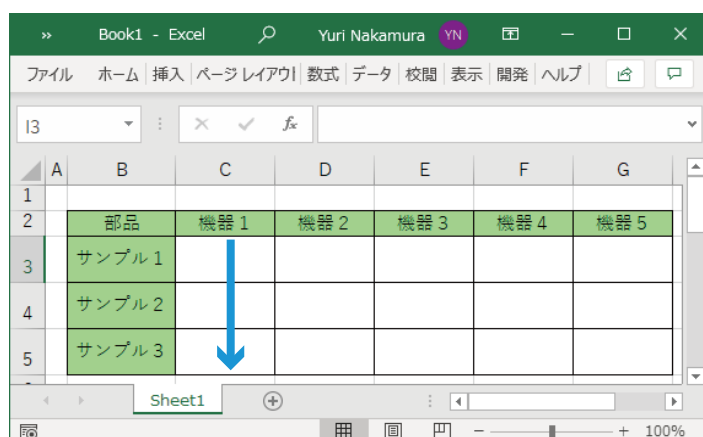 » Book1 - Excel Yuri Nakamura YN
ファイル ホーム 挿入 ページ レイアウト 数式 データ 校閲 表示 開発 ヘルプ
I3 fx
A B C D E F G
1
2 部品 機器 1 機器 2 機器 3 機器 4 機器 5
3 サンプル 1
4 サンプル 2
5 サンプル 3
Sheet1
100%